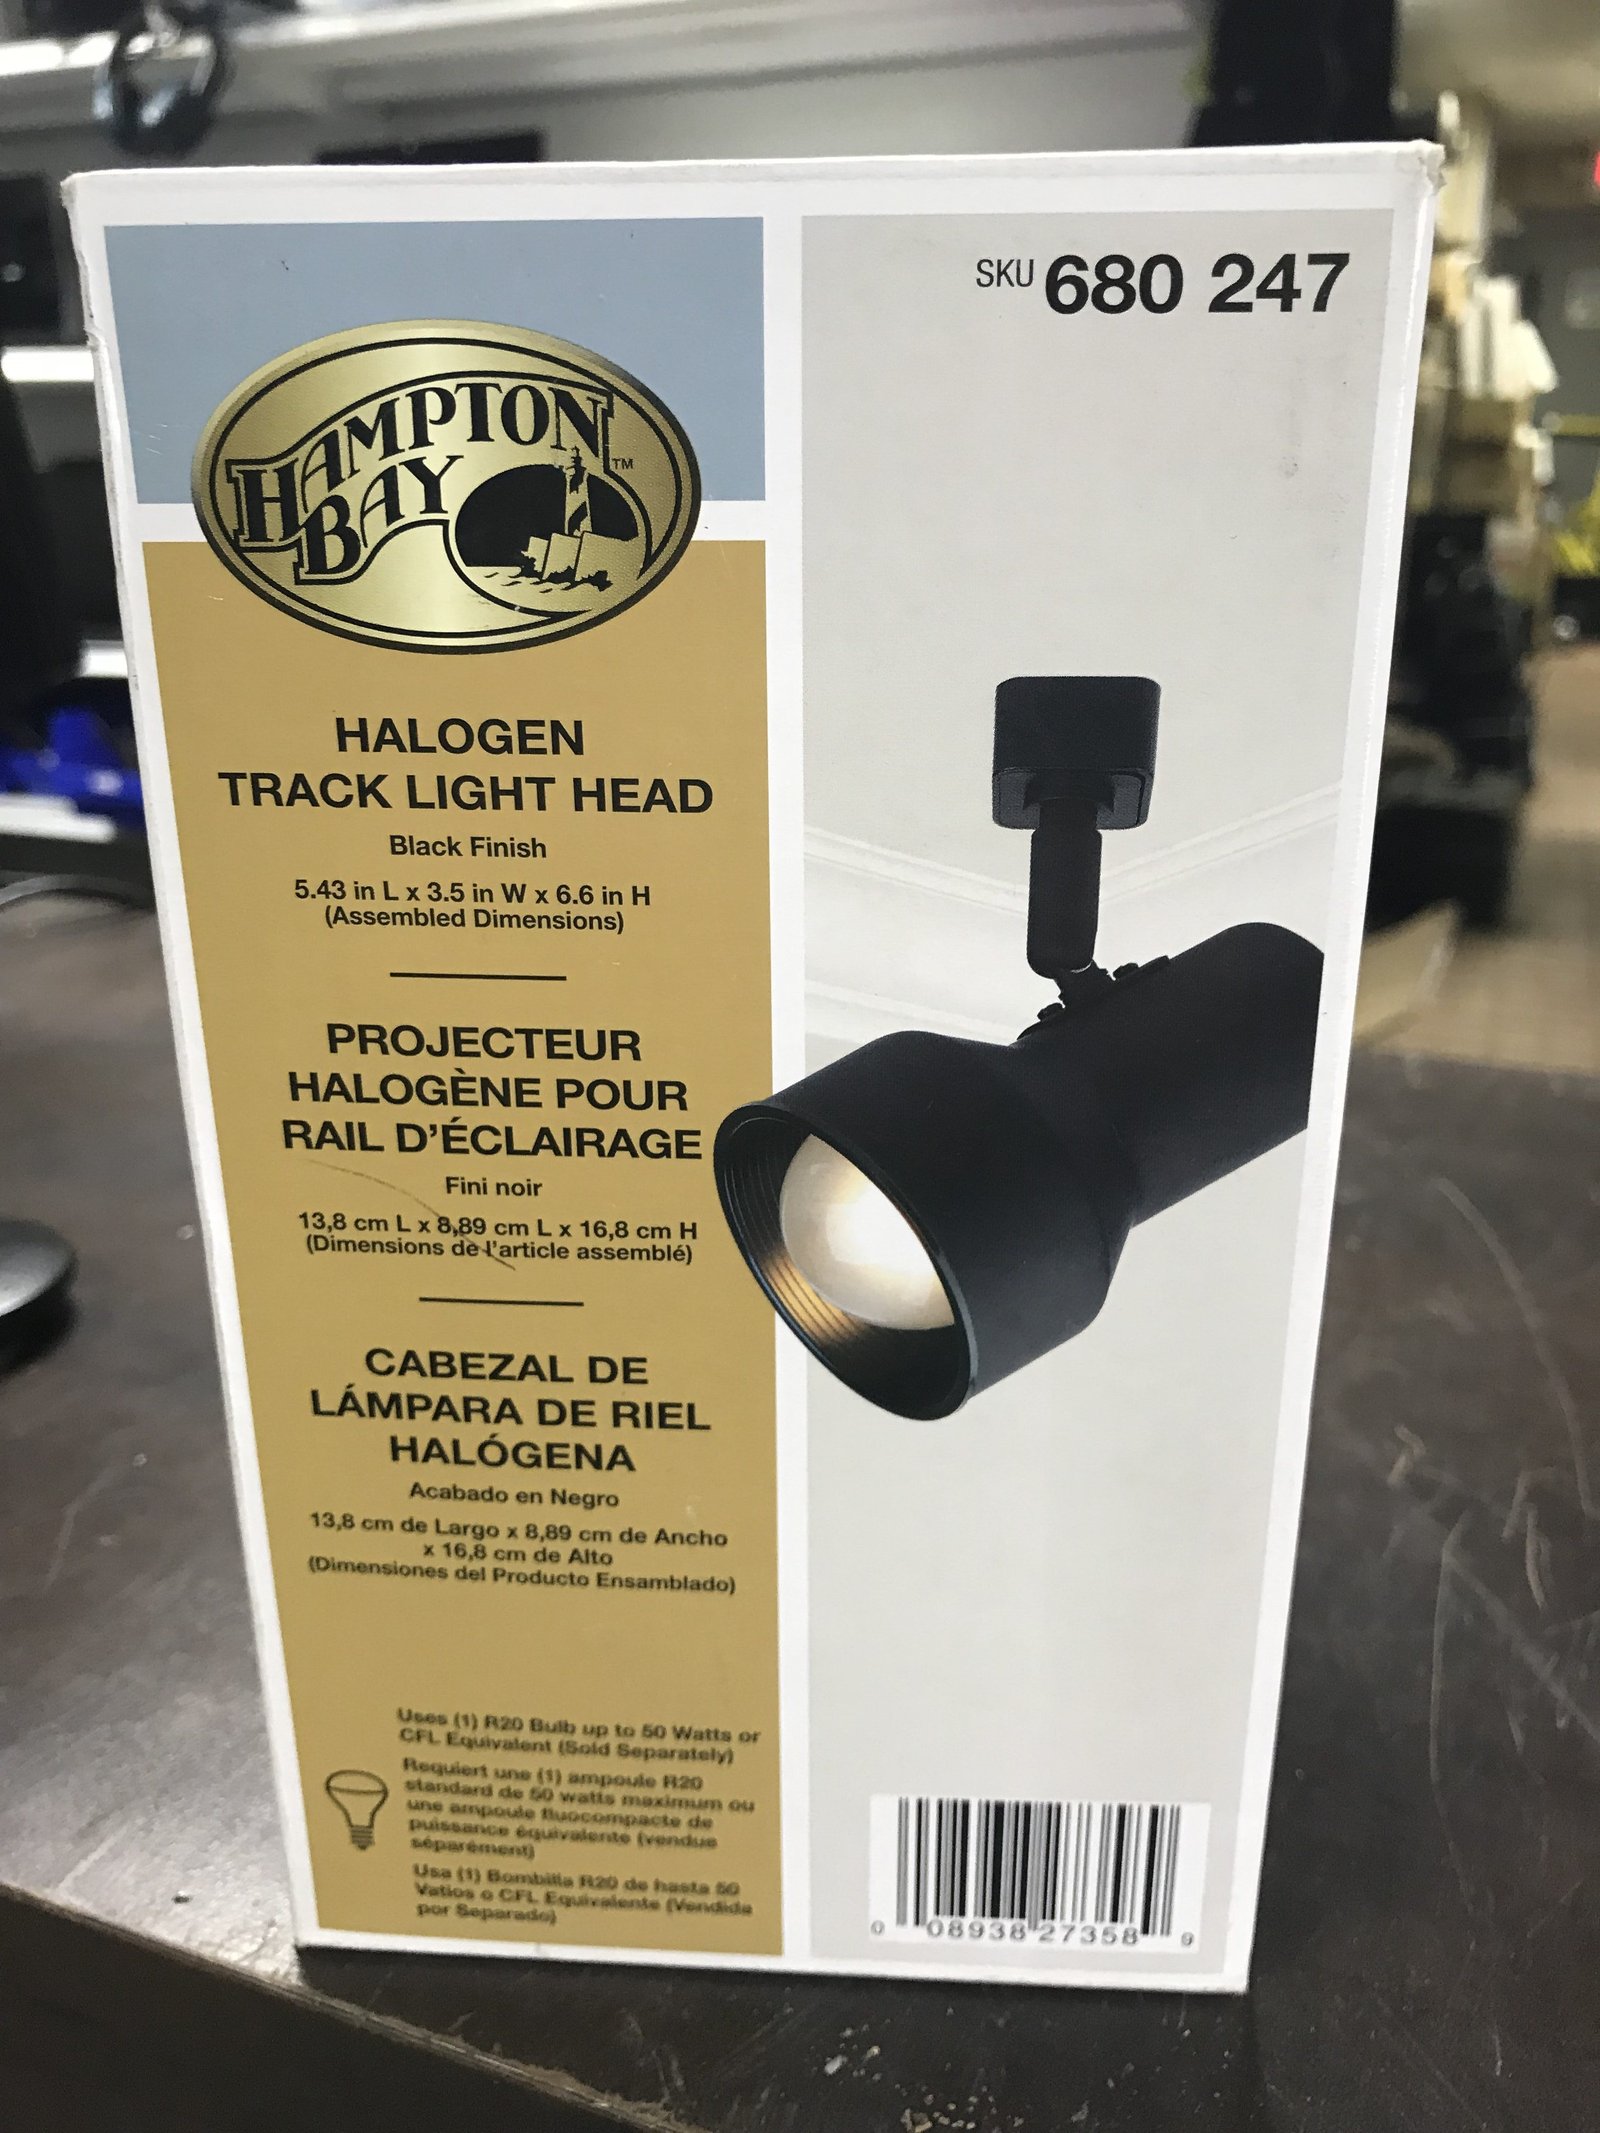 SKU 680 247
HAMPTON
BAY
TM
HALOGEN
TRACK LIGHT HEAD
Black Finish
5.43 in L x 3.5 in W x 6.6 in H
(Assembled Dimensions)
PROJECTEUR
HALOGÈNE POUR
RAIL D'ÉCLAIRAGE
Fini noir
13,8 cm L x 8,89 cm L x 16,8 cm H
(Dimensions de l'article assemblé)
CABEZAL DE
LÁMPARA DE RIEL
HALÓGENA
Acabado en Negro
13,8 cm de Largo x 8,89 cm de Ancho
x 16,8 cm de Alto
(Dimensiones del Producto Ensamblado)
Uses (1) R20 Bulb up to 50 Watts or
CFL Equivalent (Sold Separately)
Requiert une (1) ampoule R20
standard de 50 watts maximum ou
une ampoule fluocompacte de
puissance équivalente (vendue
séparément)
Usa (1) Bombilla R20 de hasta 50
Vatios o CFL Equivalente (Vendida
por Separado)
0 08938 27358 9